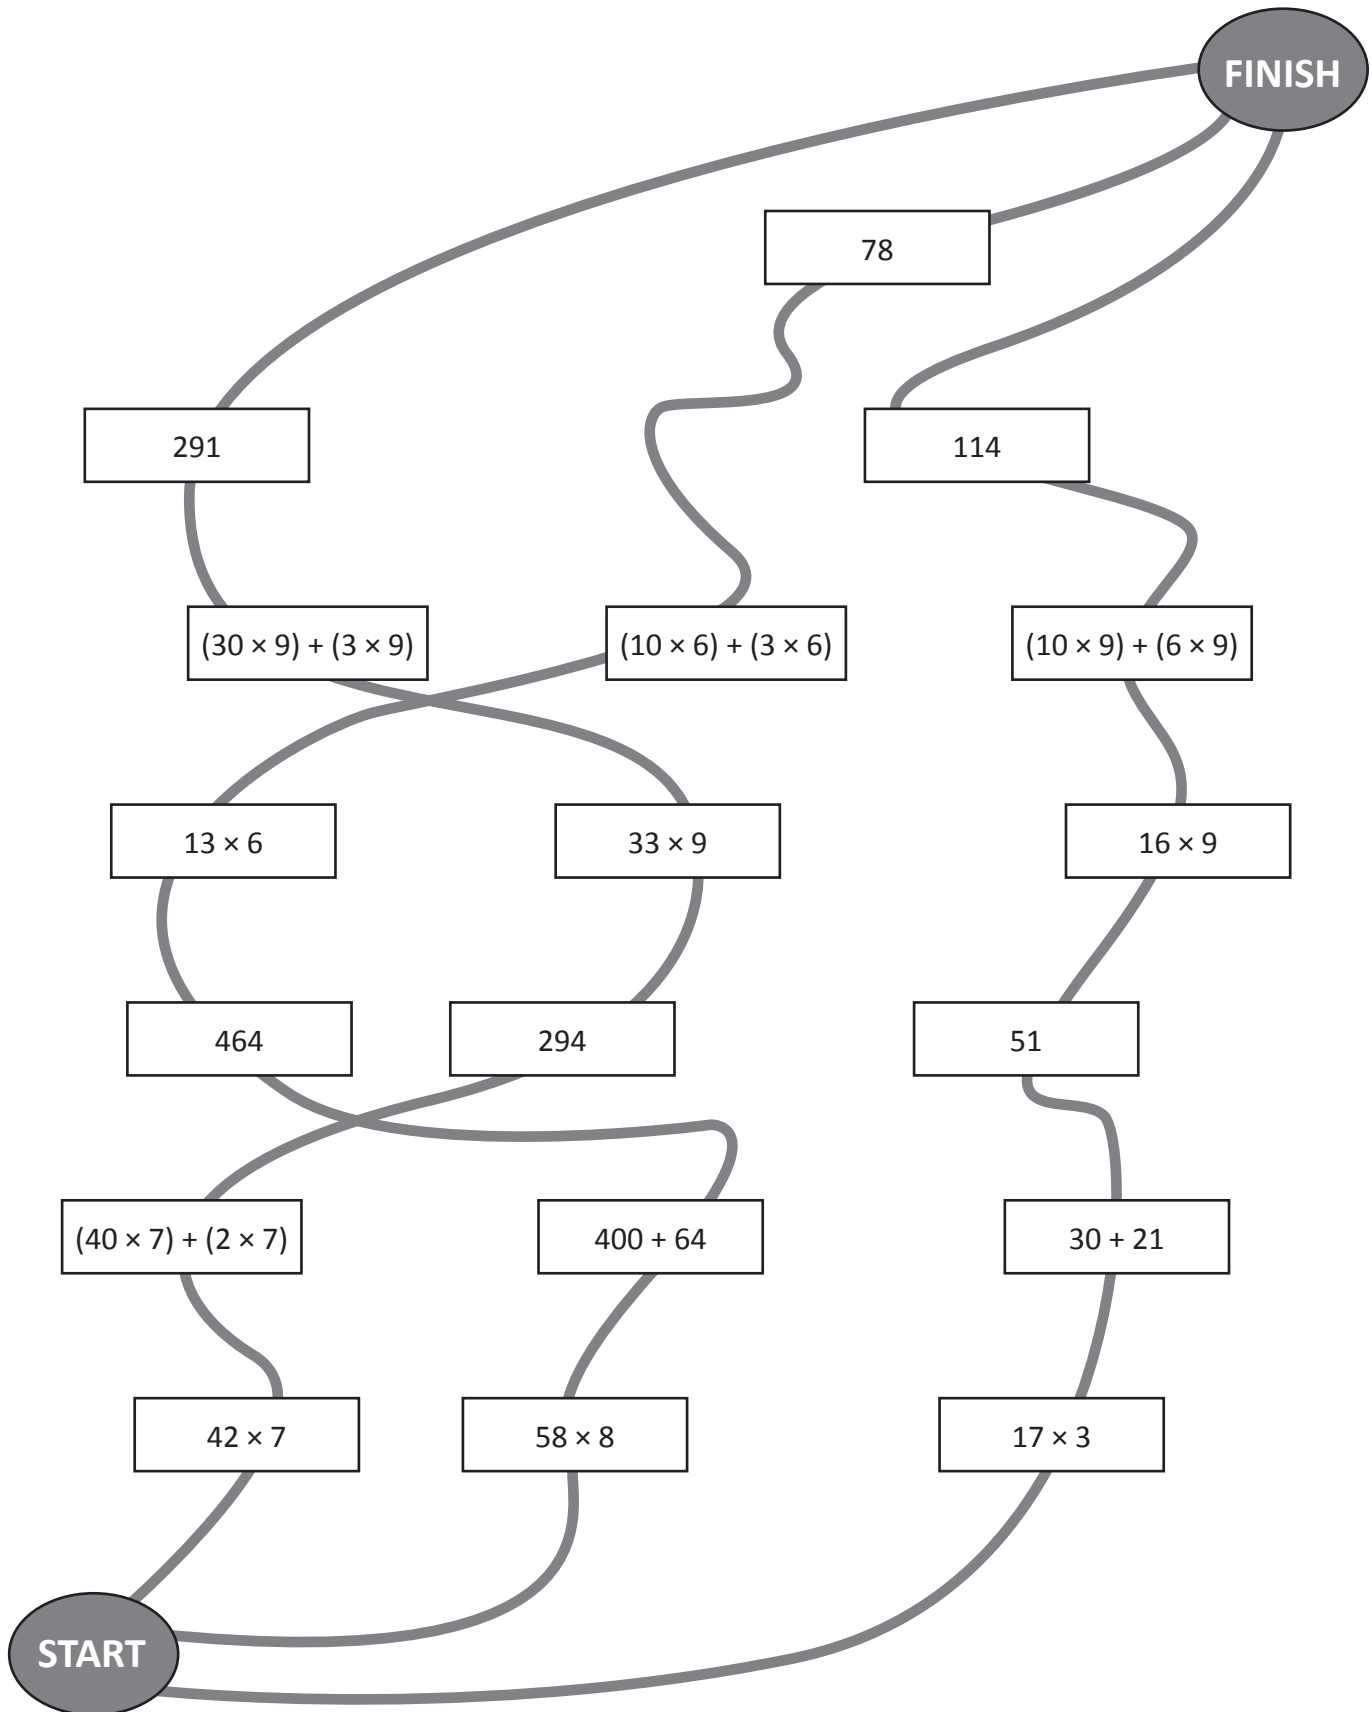 FINISH
78
291
114
(30 × 9) + (3 × 9)
(10 × 6) + (3 × 6)
(10 × 9) + (6 × 9)
13 × 6
33 × 9
16 × 9
464
294
51
(40 × 7) + (2 × 7)
400 + 64
30 + 21
42 × 7
58 × 8
17 × 3
START